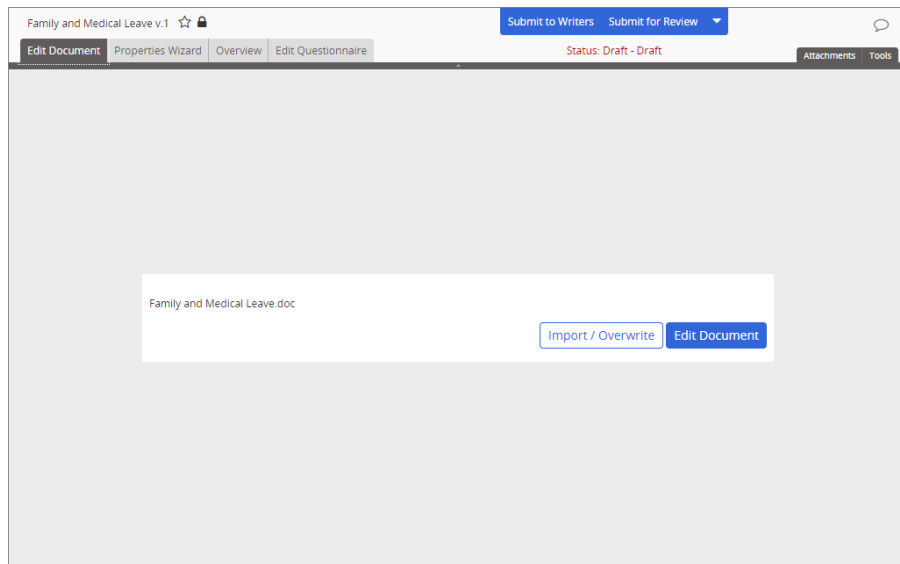 Family and Medical Leave v.1
Submit to Writers Submit for Review
Edit Document Properties Wizard Overview Edit Questionnaire
Status: Draft - Draft
Attachments Tools
Family and Medical Leave.doc
Import / Overwrite Edit Document